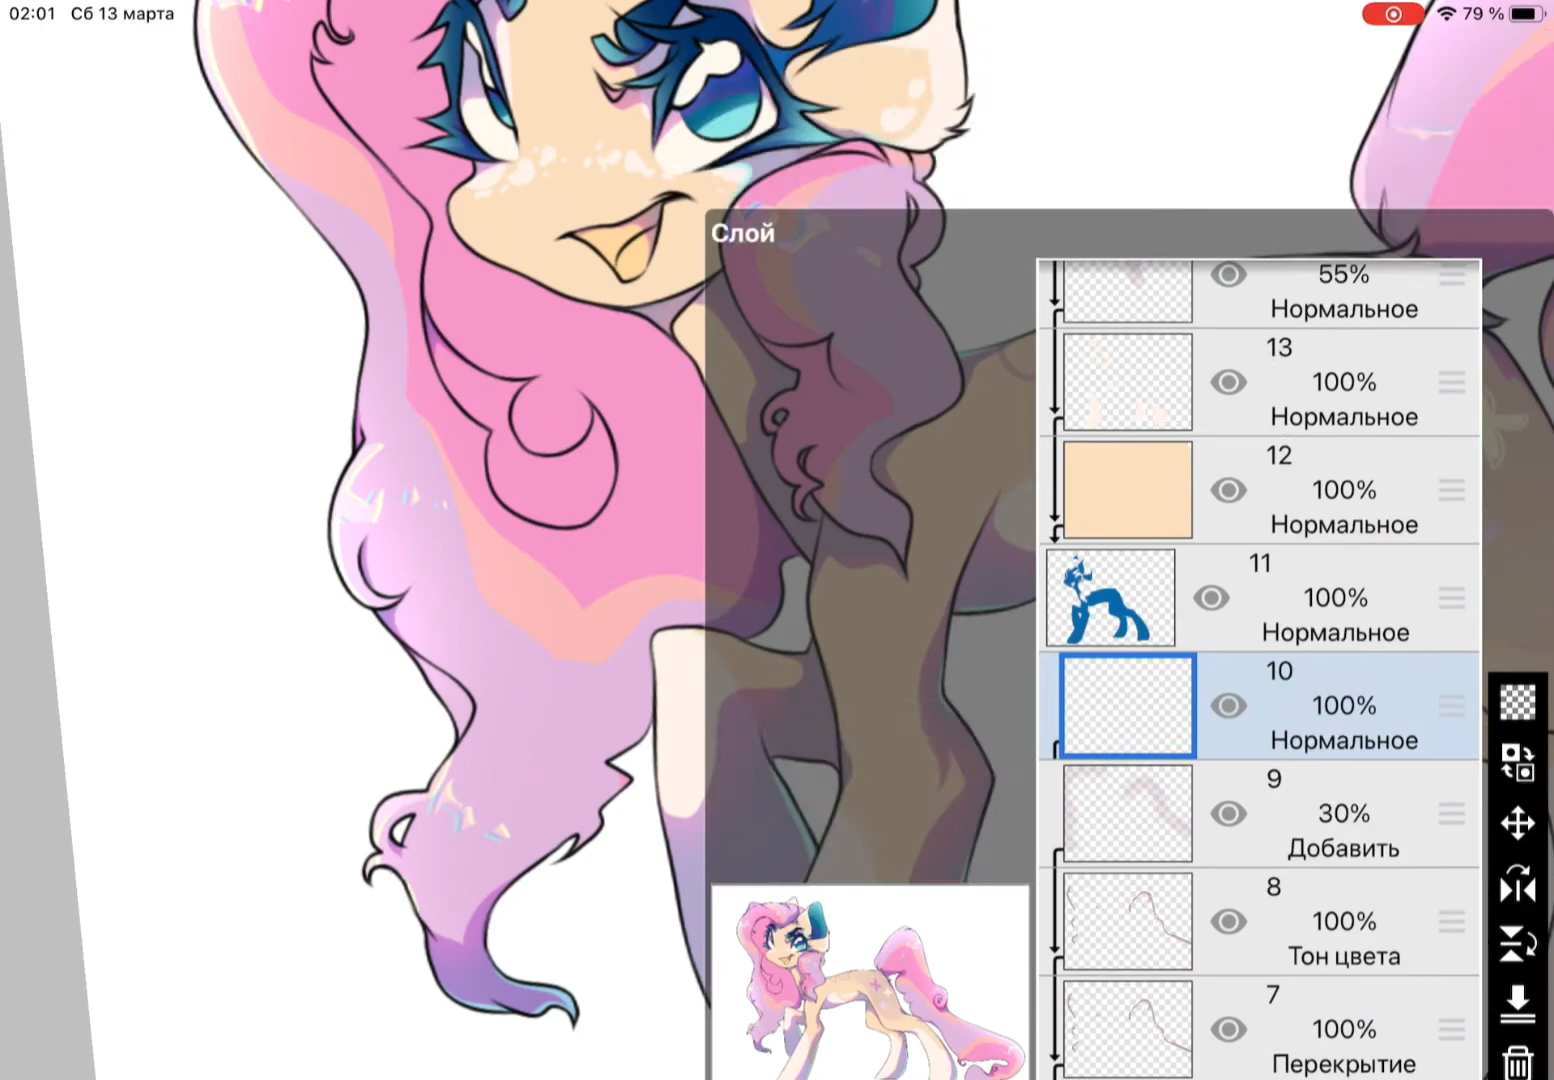 02:01 Сб 13 марта
79 %
Слой
55%
Нормальное
13
100%
Нормальное
12
100%
Нормальное
11
100%
Нормальное
10
100%
Нормальное
9
30%
Добавить
8
100%
Тон цвета
7
100%
Перекрытие